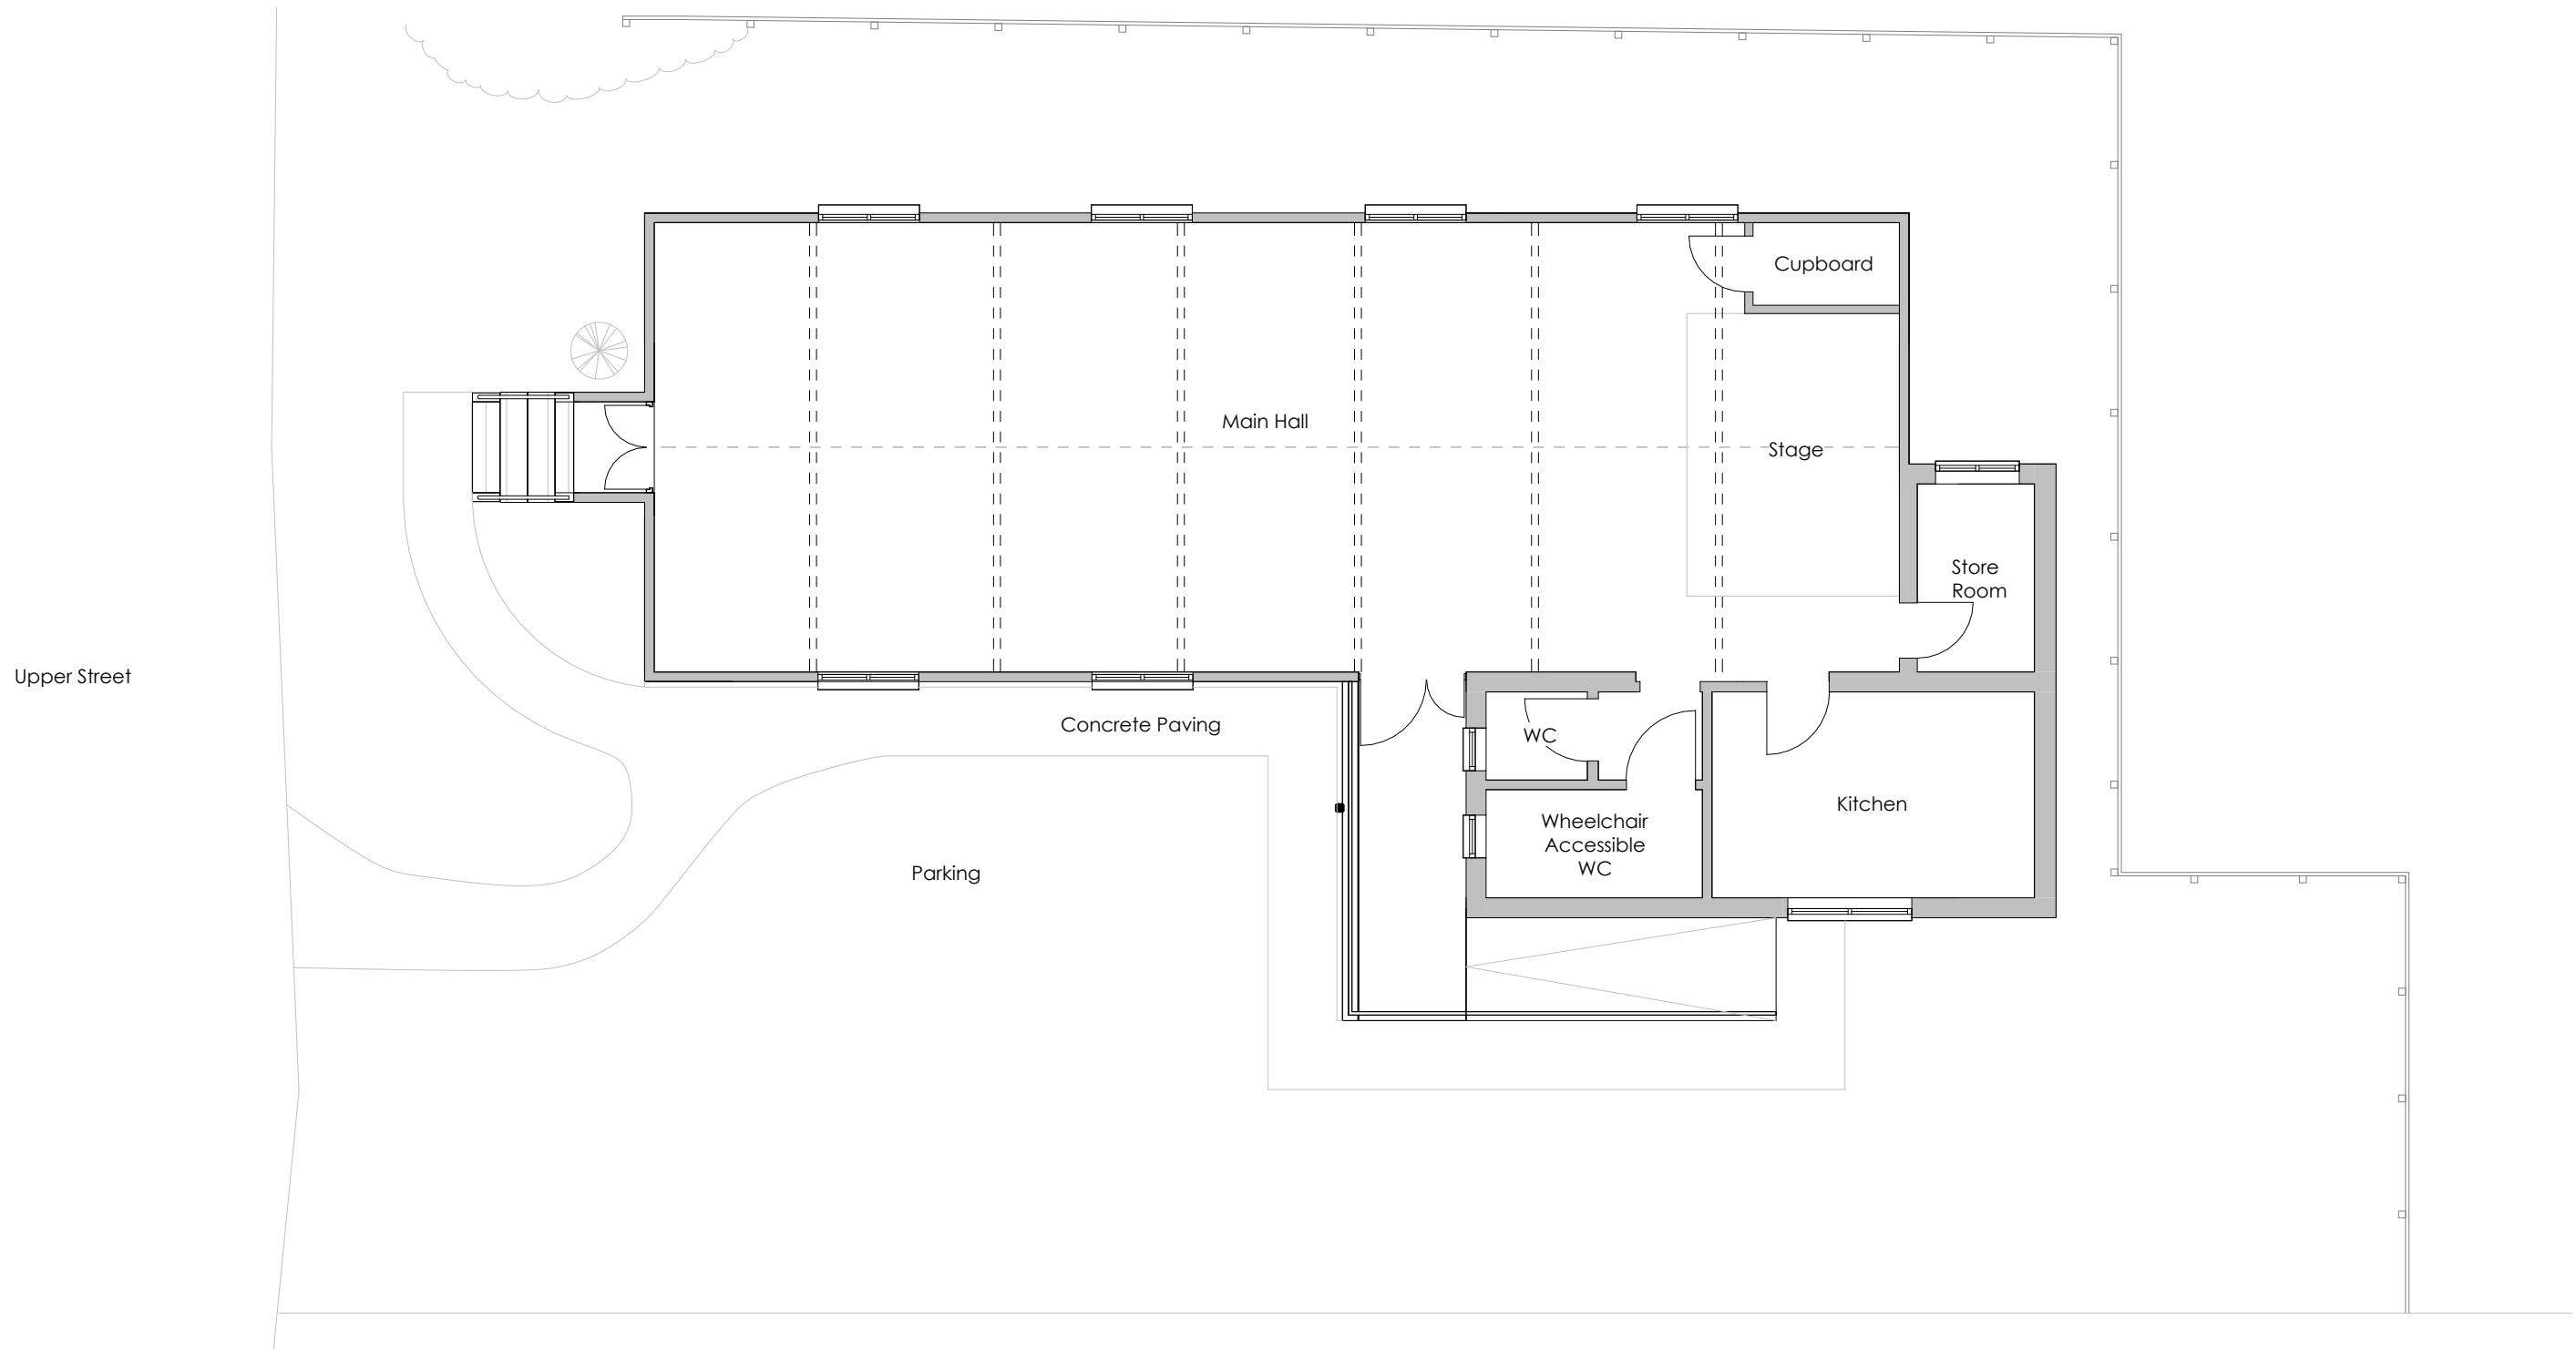 Cupboard
Main Hall
Stage
Store
Room
Upper Street
Concrete Paving
WC
Kitchen
Wheelchair
Accessible
WC
Parking